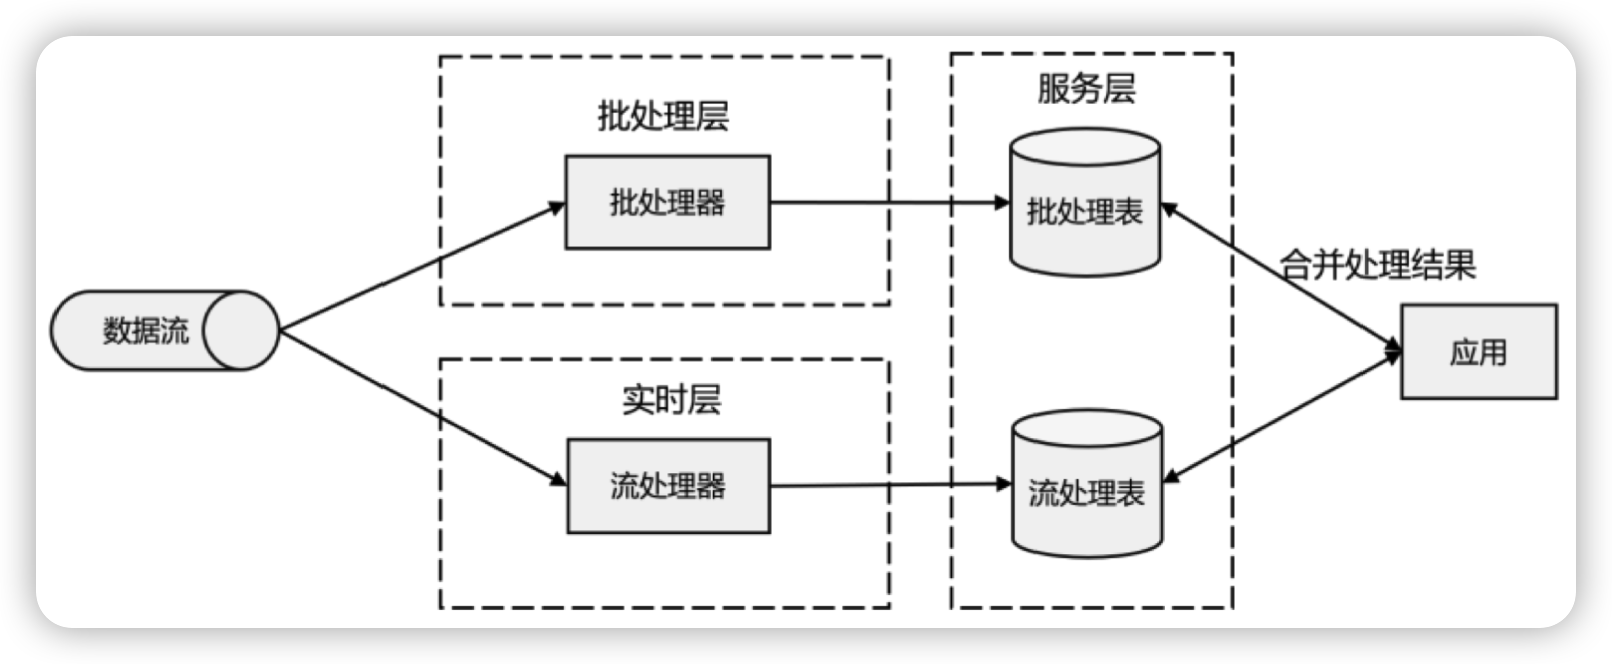 数据流
批处理层
批处理器
实时层
流处理器
服务层
批处理表
流处理表
合并处理结果
应用